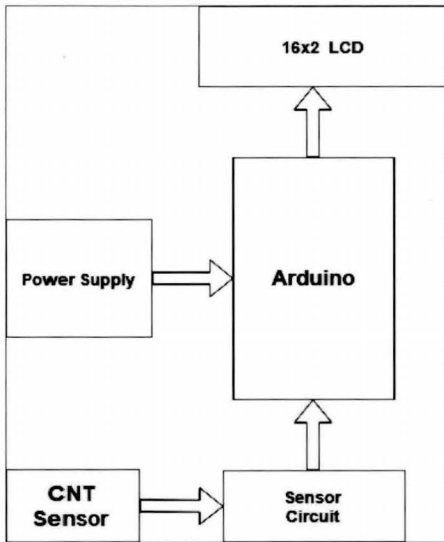 16x2 LCD
Power Supply
Arduino
CNT
Sensor
Sensor
Circuit